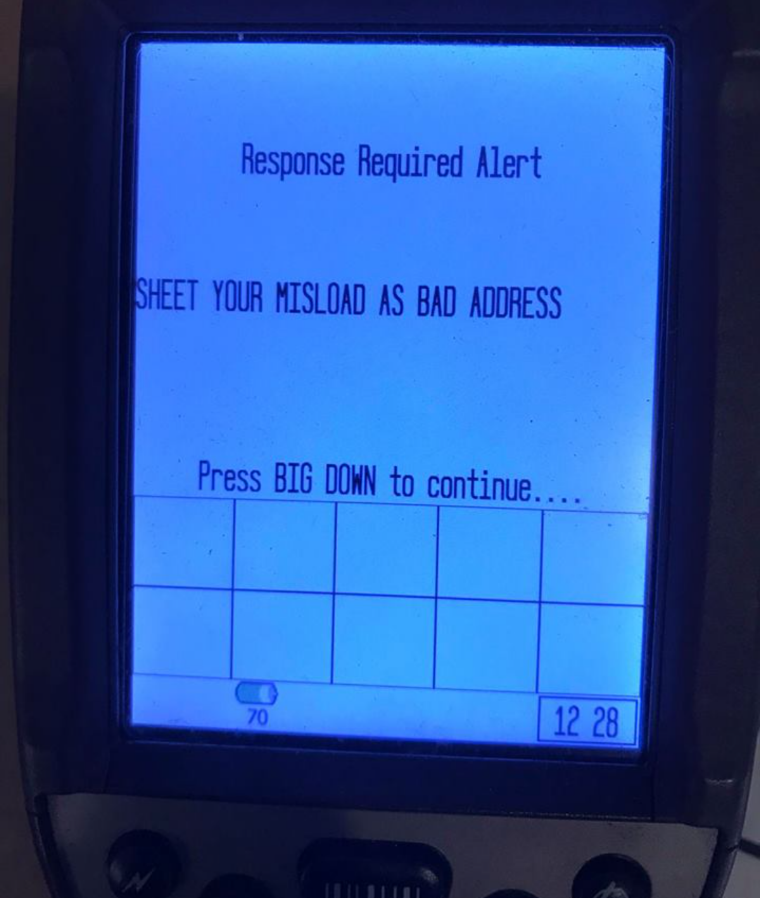 Response Required Alert
SHEET YOUR MISLOAD AS BAD ADDRESS
Press BIG DOWN to continue....
70
12 28